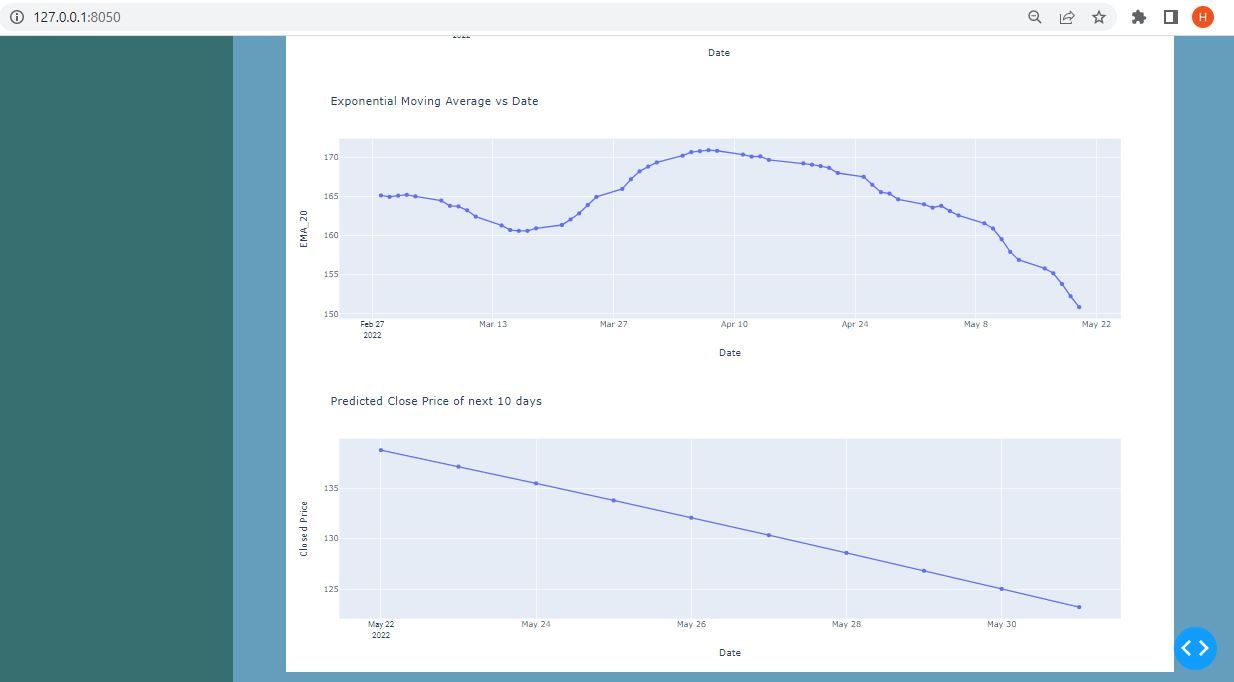 127.0.0.1:8050
H
2022
Date
Exponential Moving Average vs Date
EMA_20
170
165
160
155
150
Feb 27
2022
Mar 13
Mar 27
Apr 10
Apr 24
May 8
May 22
Date
Predicted Close Price of next 10 days
Closed Price
135
130
125
May 22
2022
May 24
May 26
May 28
May 30
Date